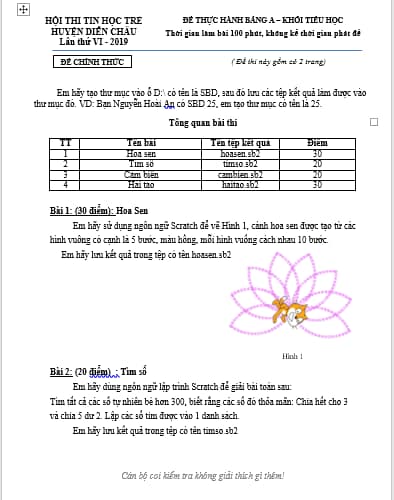 HỘI THI TIN HỌC TRẺ
HUYỆN DIỄN CHÂU
Lần thứ VI - 2019
ĐỀ CHÍNH THỨC
ĐỀ THỰC HÀNH BẢNG A – KHỐI TIỂU HỌC
Thời gian làm bài 100 phút, không kể thời gian phát đề
(Đề thi này gồm có 2 trang)
Em hãy tạo thư mục vào ổ D:\ có tên là SBD, sau đó lưu các tệp kết quả làm được vào
thư mục đó. VD: Bạn Nguyễn Hoài An có SBD 25, em tạo thư mục có tên là 25.
Tổng quan bài thi
TT Tên bài Tên tệp kết quả Điểm
1 Hoa sen hoasen.sb2 30
2 Tìm số timso.sb2 20
3 Cảm biến cambien.sb2 20
4 Hái táo haitao.sb2 30
Bài 1: (30 điểm): Hoa Sen
Em hãy sử dụng ngôn ngữ Scratch để vẽ Hình 1, cánh hoa sen được tạo từ các
hình vuông có cạnh là 5 bước, màu hồng, mỗi hình vuông cách nhau 10 bước.
Em hãy lưu kết quả trong tệp có tên hoasen.sb2
Hình 1
Bài 2: (20 điểm) : Tìm số
Em hãy dùng ngôn ngữ lập trình Scratch để giải bài toán sau:
Tìm tất cả các số tự nhiên bé hơn 300, biết rằng các số đó thỏa mãn: Chia hết cho 3
và chia 5 dư 2. Lập các số tìm được vào 1 danh sách.
Em hãy lưu kết quả trong tệp có tên timso.sb2
Cán bộ coi kiểm tra không giải thích gì thêm!